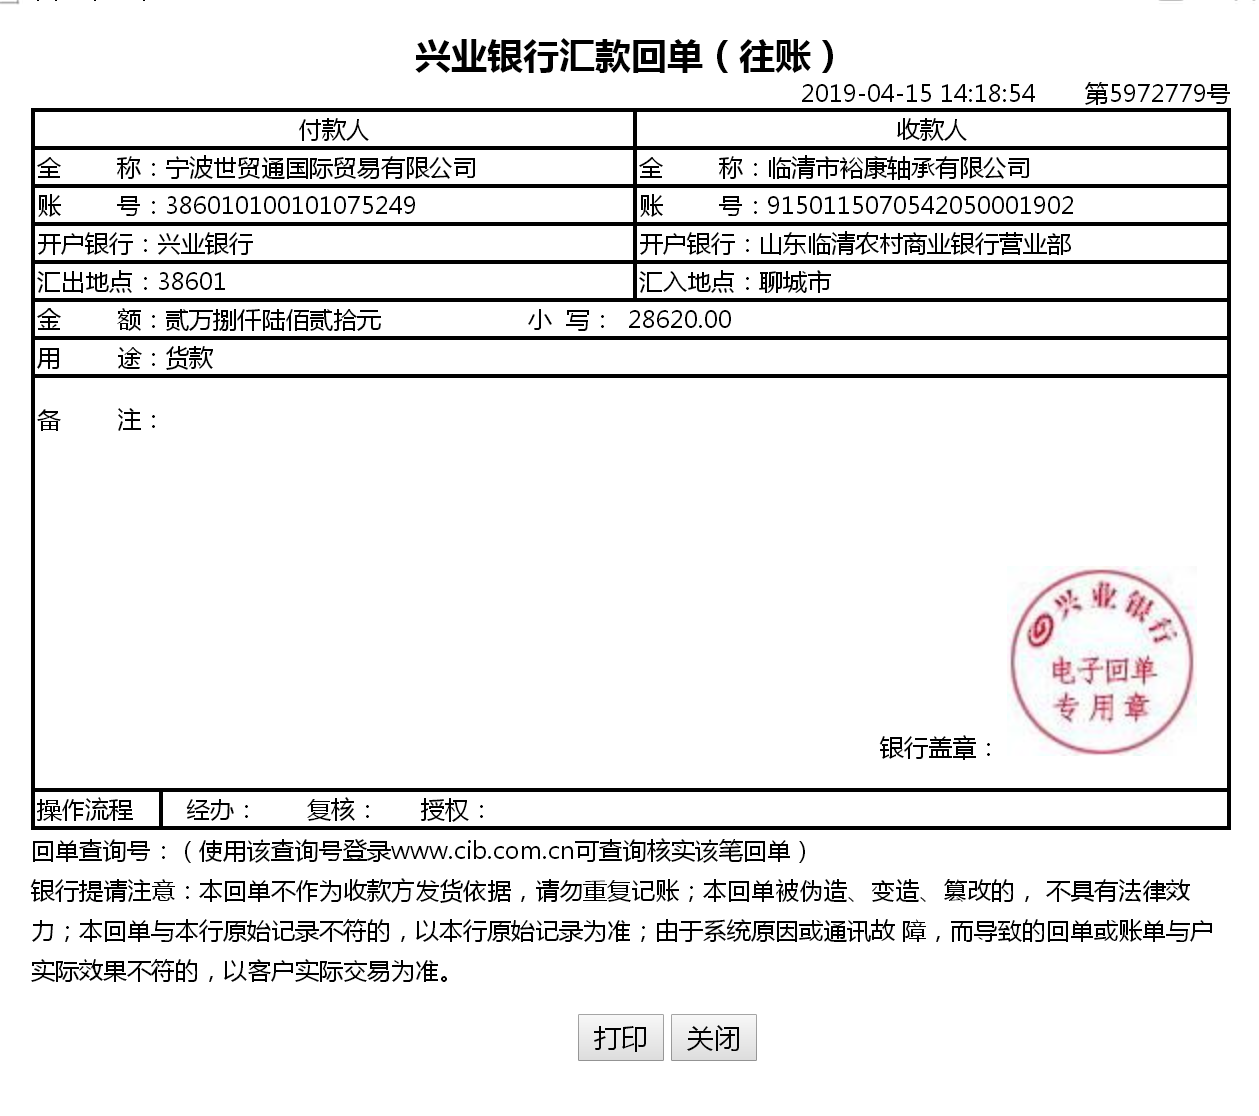 兴业银行汇款回单（往账）
2019-04-15 14:18:54 第5972779号
付款人 收款人
全 称：宁波世贸通国际贸易有限公司 全 称：临清市裕康轴承有限公司
账 号：386010100101075249 账 号：9150115070542050001902
开户银行：兴业银行 开户银行：山东临清农村商业银行营业部
汇出地点：38601 汇入地点：聊城市
金 额：贰万捌仟陆佰贰拾元 小 写： 28620.00
用 途：货款
备 注：
兴业银行
电子回单
专用章
银行盖章：
操作流程 经办： 复核： 授权：
回单查询号：（使用该查询号登录www.cib.com.cn可查询核实该笔回单）
银行提请注意：本回单不作为收款方发货依据，请勿重复记账；本回单被伪造、变造、篡改的， 不具有法律效
力；本回单与本行原始记录不符的，以本行原始记录为准；由于系统原因或通讯故 障，而导致的回单或账单与户
实际效果不符的，以客户实际交易为准。
打印 关闭